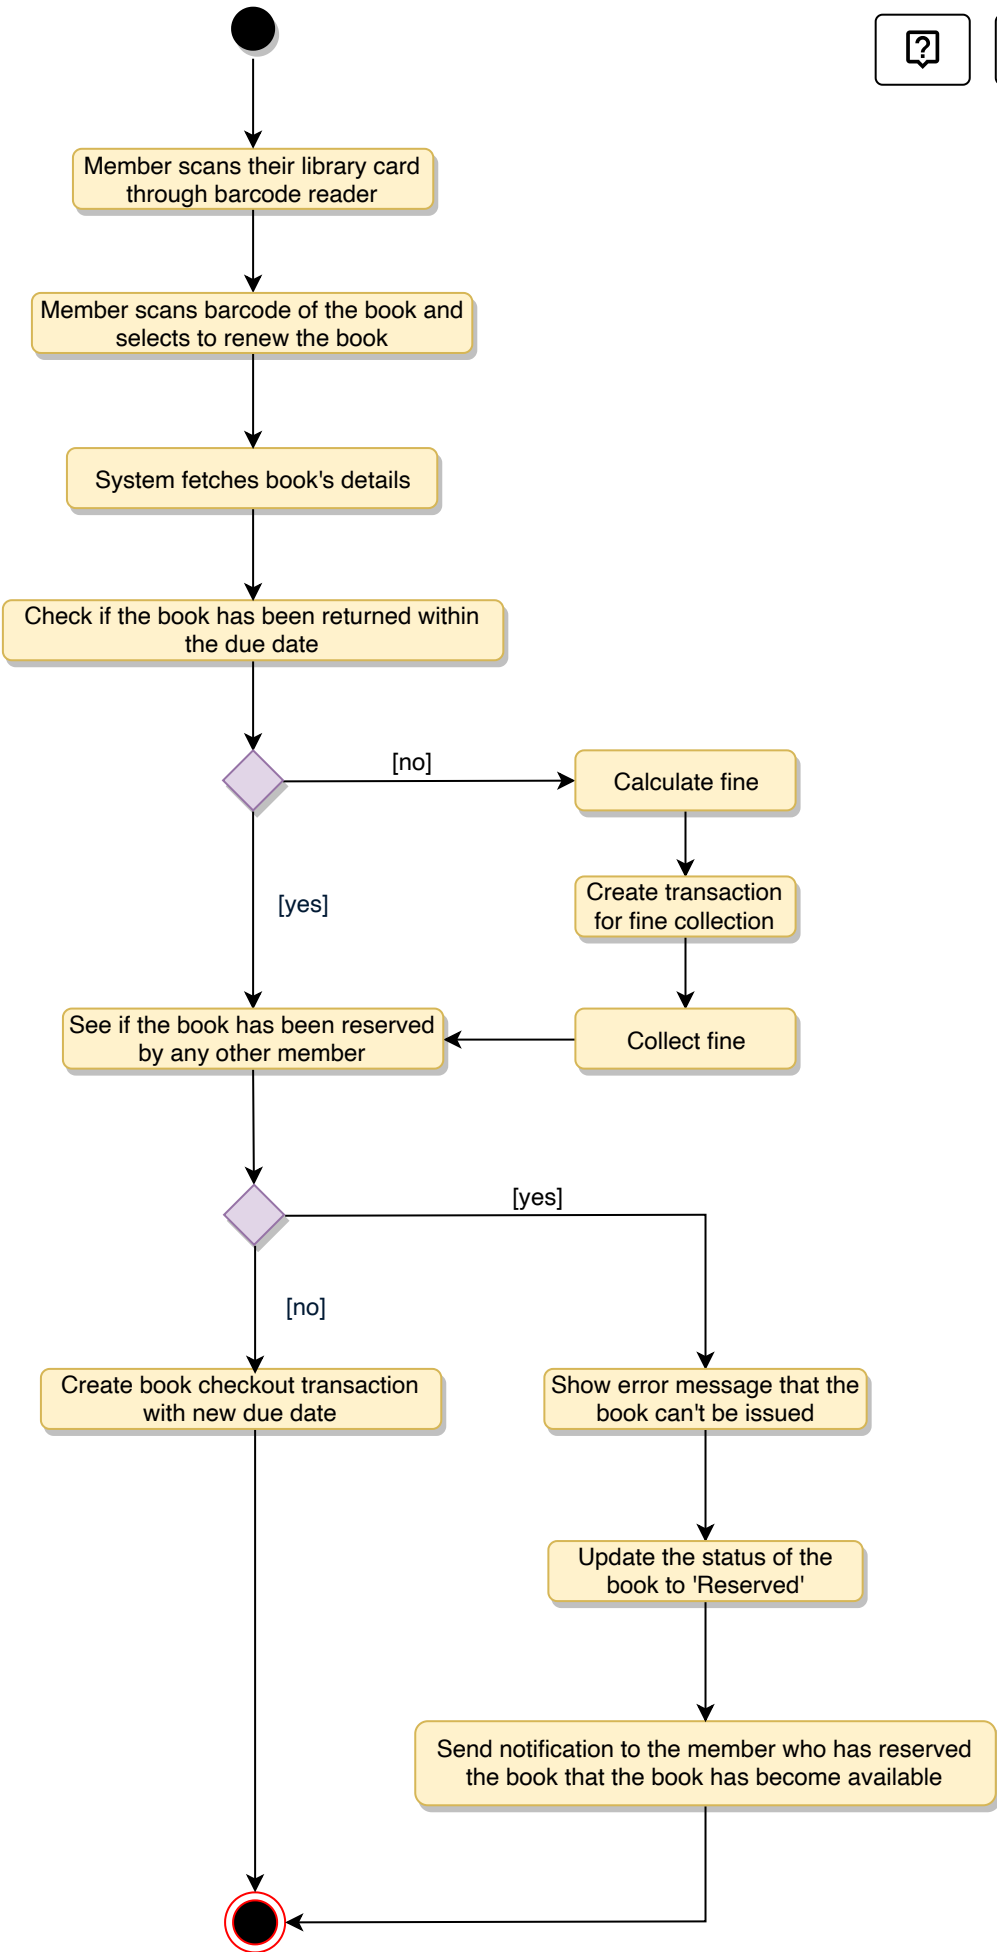 Member scans their library card
through barcode reader
Member scans barcode of the book and
selects to renew the book
System fetches book's details
Check if the book has been returned within
the due date
[no]
Calculate fine
[yes]
Create transaction
for fine collection
See if the book has been reserved
by any other member
Collect fine
[yes]
[no]
Create book checkout transaction
with new due date
Show error message that the
book can't be issued
Update the status of the
book to 'Reserved'
Send notification to the member who has reserved
the book that the book has become available